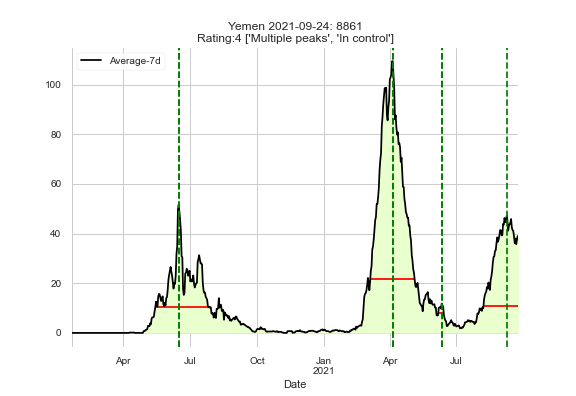 Yemen 2021-09-24: 8861
Rating:4 ['Multiple peaks', 'In control']
Average-7d
100
80
60
40
20
0
Apr Jul Oct Jan Apr Jul
2021
Date